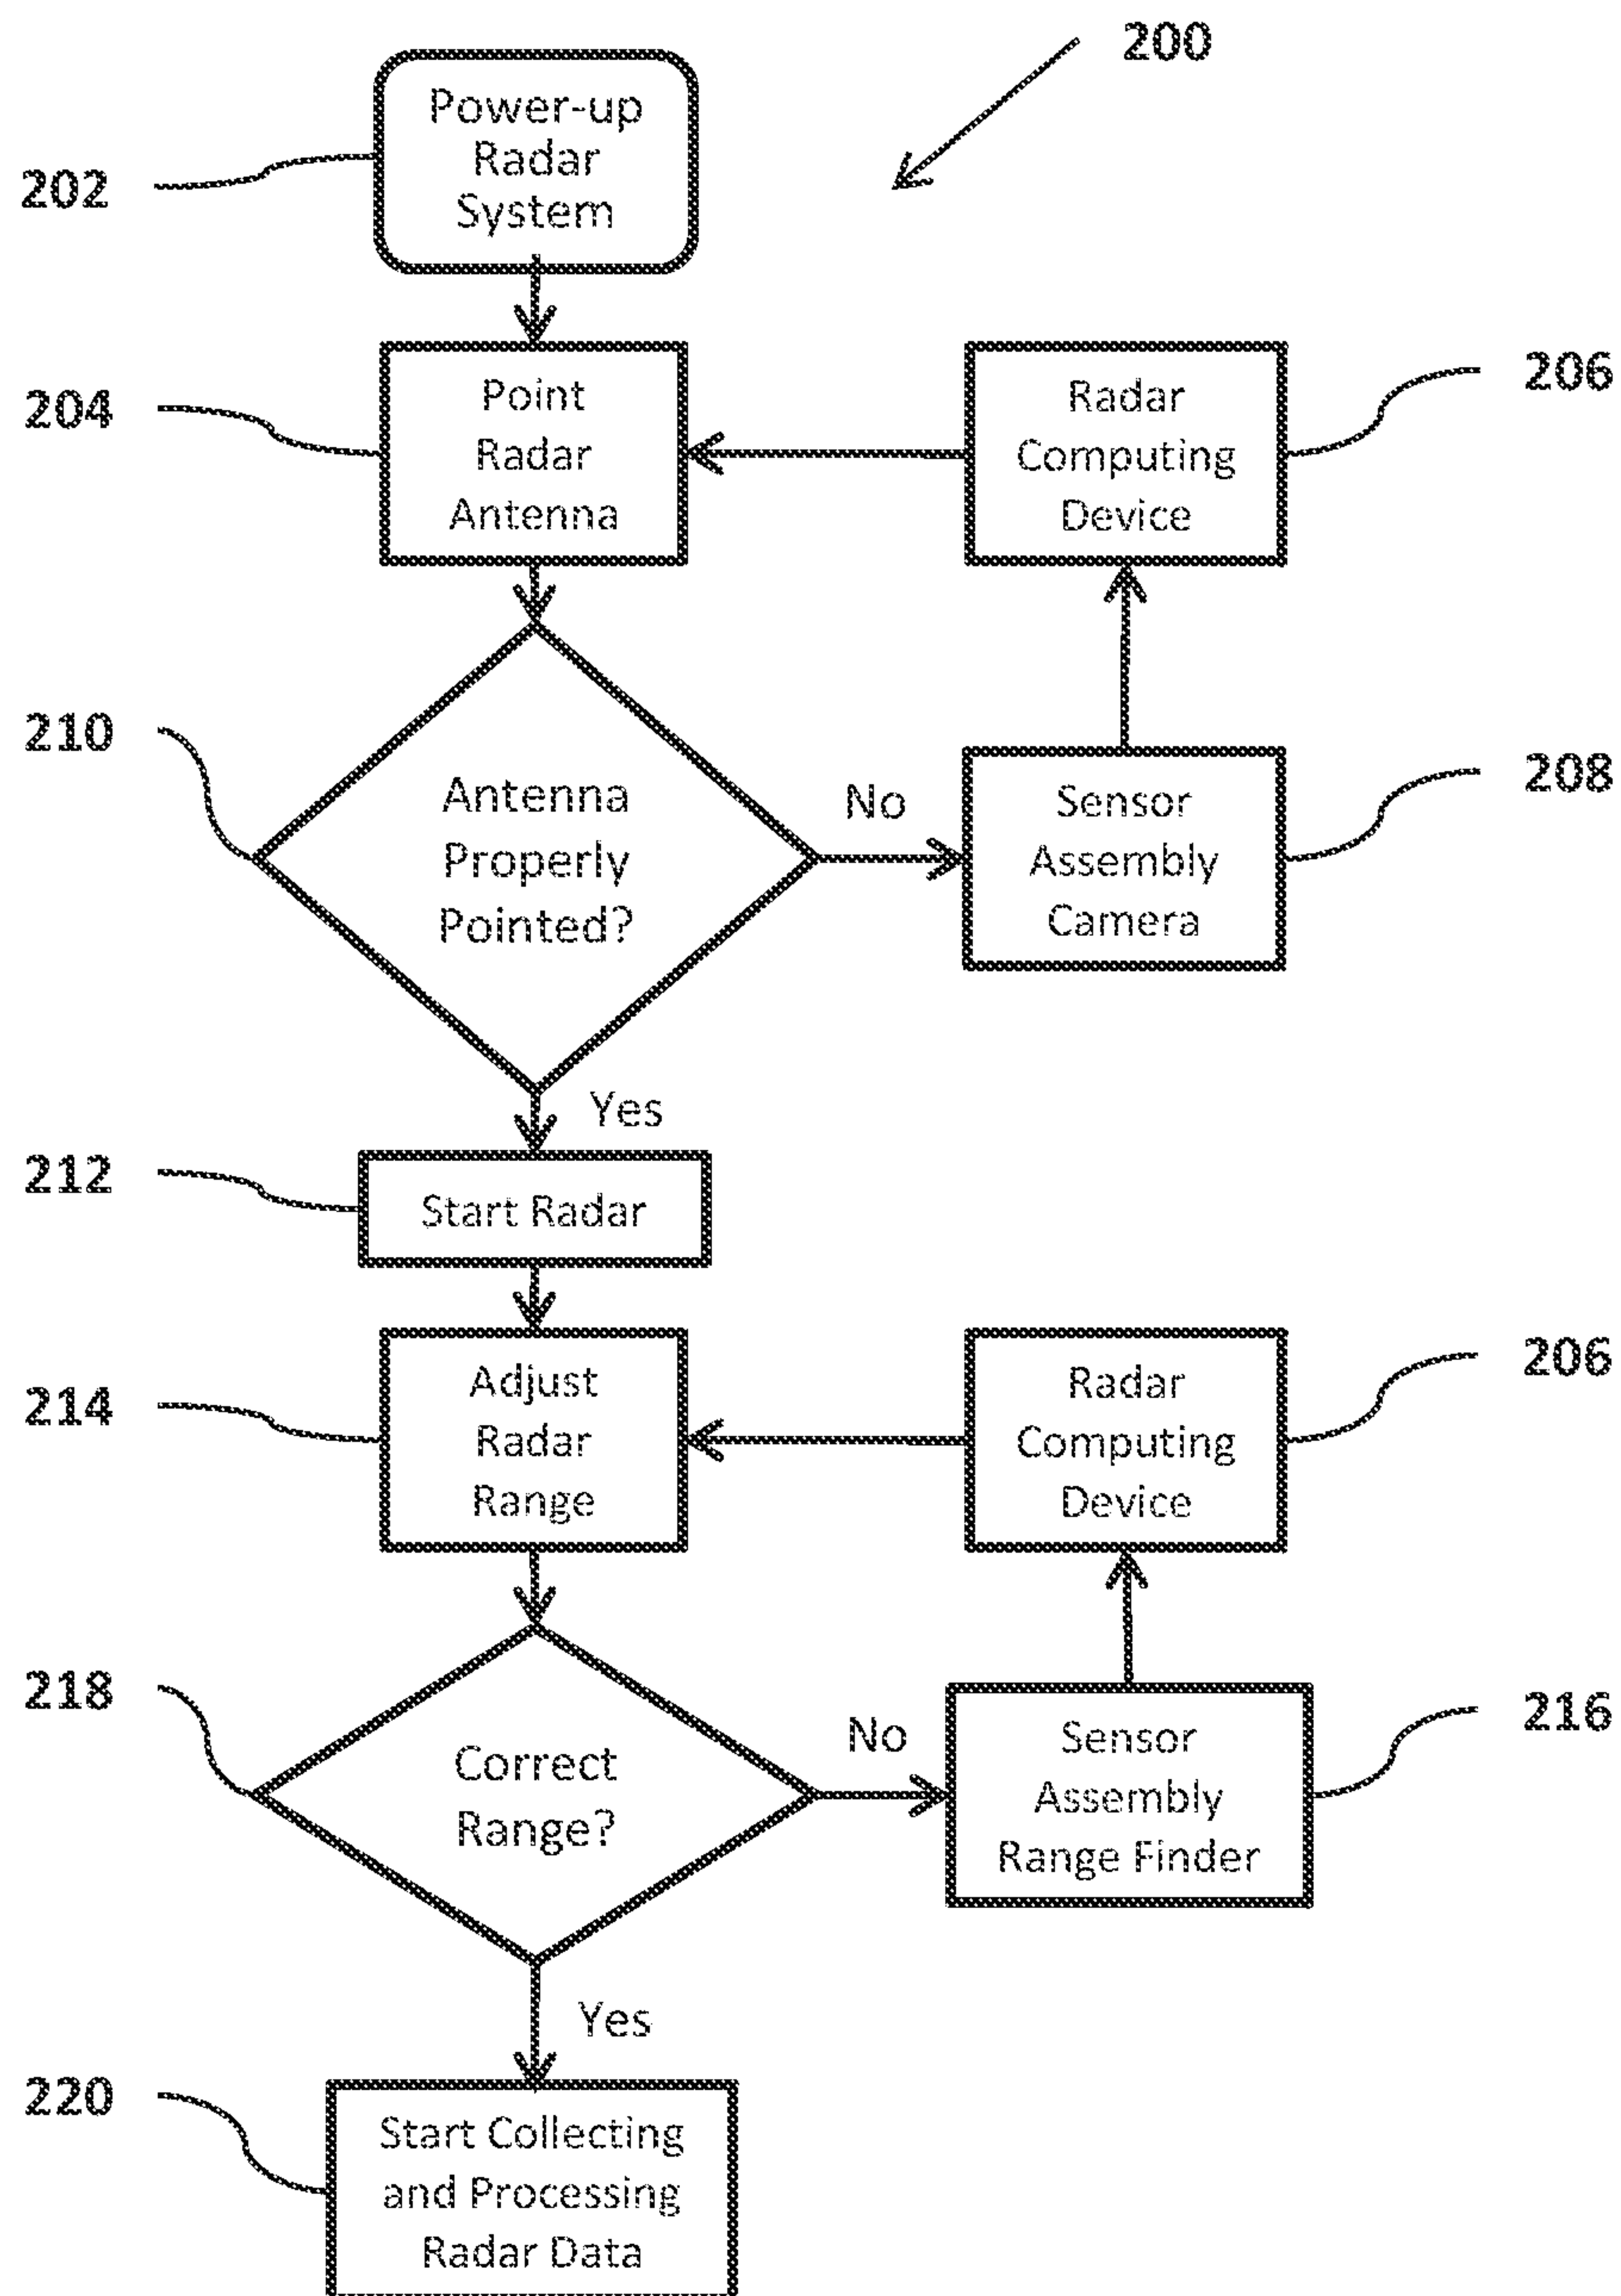 200
Power-up
Radar
System
202
Point
Radar
Antenna
204
Radar
Computing
Device
206
Antenna
Properly
Pointed?
210
No
Sensor
Assembly
Camera
208
Yes
Start Radar
212
Adjust
Radar
Range
214
Radar
Computing
Device
206
Correct
Range?
218
No
Sensor
Assembly
Range Finder
216
Yes
Start Collecting
and Processing
Radar Data
220